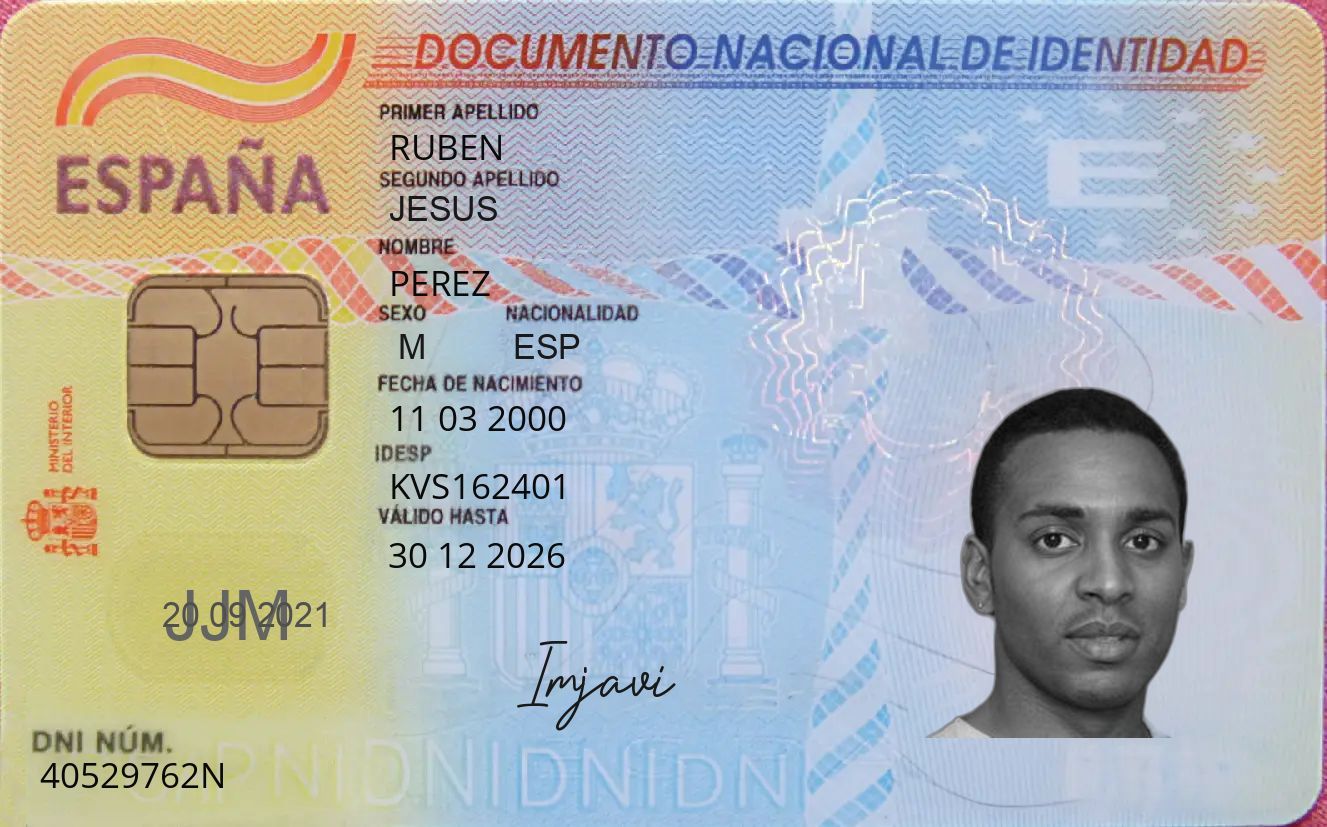 DOCUMENTO NACIONAL DE IDENTIDAD
ESPAÑA
PRIMER APELLIDO
RUBEN
SEGUNDO APELLIDO
JESUS
NOMBRE
PEREZ
SEXO NACIONALIDAD
M ESP
FECHA DE NACIMIENTO
11 03 2000
IDESP
KVS162401
VÁLIDO HASTA
30 12 2026
MINISTERIO
DEL INTERIOR
E
20 09 2021
JJM
Imjavi
DNI NÚM.
40529762N
DNIDNIDNIDNI